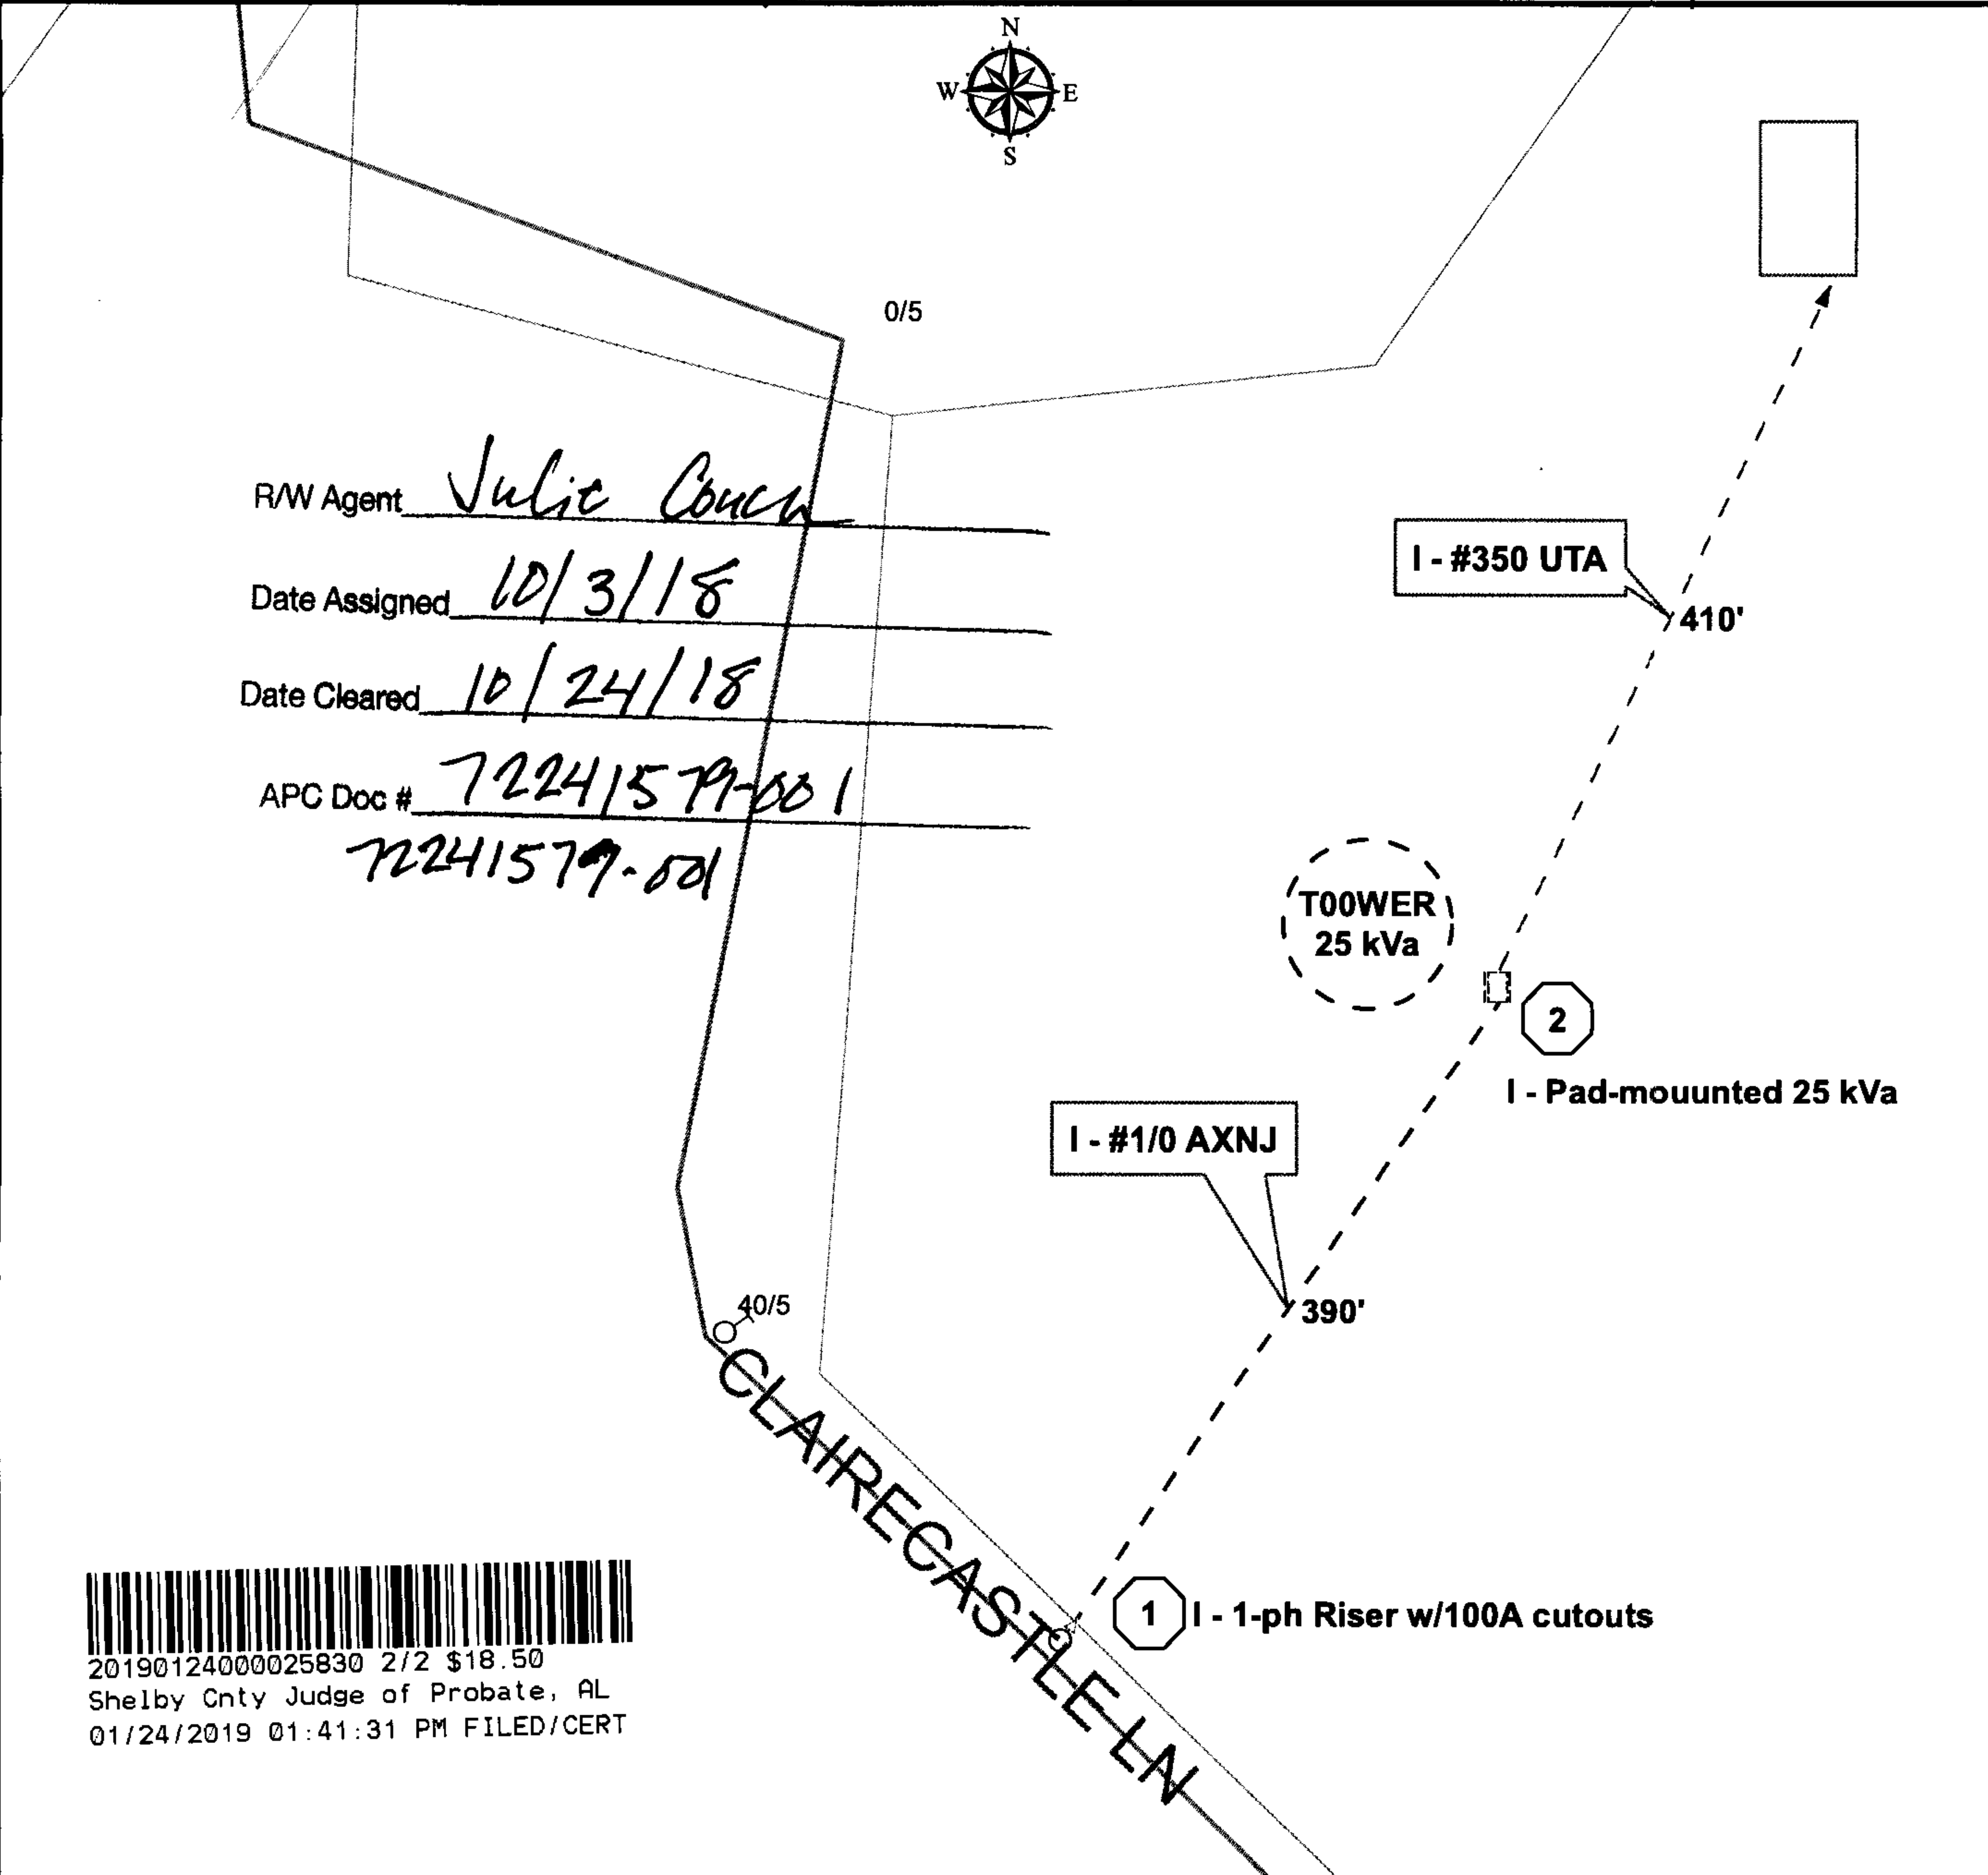 N
W E
S
0/5
R/W Agent Julie Couch
Date Assigned 10/3/18
Date Cleared 10/24/18
APC Doc # 72241579-001
72241579-001
I - #350 UTA
410'
T00WER
25 kVa
2
I - Pad-mouunted 25 kVa
I - #1/0 AXNJ
390'
40/5
CLAIRECASTLE LN
1 I - 1-ph Riser w/100A cutouts
20190124000025830 2/2 $18.50
Shelby Cnty Judge of Probate, AL
01/24/2019 01:41:31 PM FILED/CERT